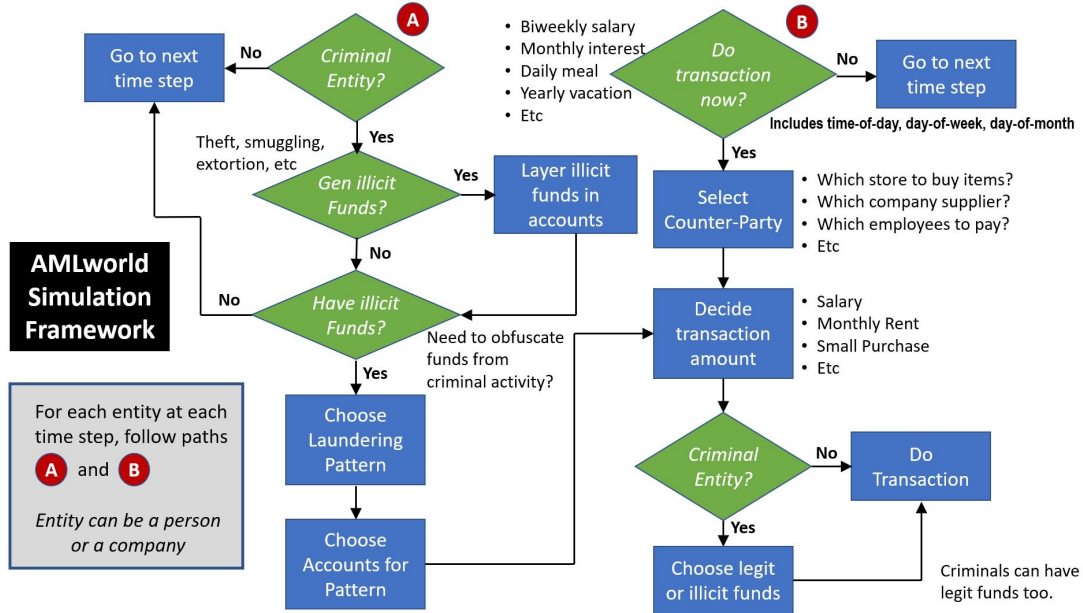 A
Criminal
Entity?
No
Go to next
time step
Yes
Theft, smuggling,
extortion, etc
Gen illicit
Funds?
Yes
Layer illicit
funds in
accounts
No
Have illicit
Funds?
No
Need to obfuscate
funds from
criminal activity?
Yes
Choose
Laundering
Pattern
Choose
Accounts for
Pattern
AMLworld
Simulation
Framework
For each entity at each
time step, follow paths
A and B
Entity can be a person
or a company
B
• Biweekly salary
• Monthly interest
• Daily meal
• Yearly vacation
• Etc
Do
transaction
now?
No
Go to next
time step
Includes time-of-day, day-of-week, day-of-month
Yes
Select
Counter-Party
• Which store to buy items?
• Which company supplier?
• Which employees to pay?
• Etc
Decide
transaction
amount
• Salary
• Monthly Rent
• Small Purchase
• Etc
Criminal
Entity?
No
Do
Transaction
Yes
Choose legit
or illicit funds
Criminals can have
legit funds too.